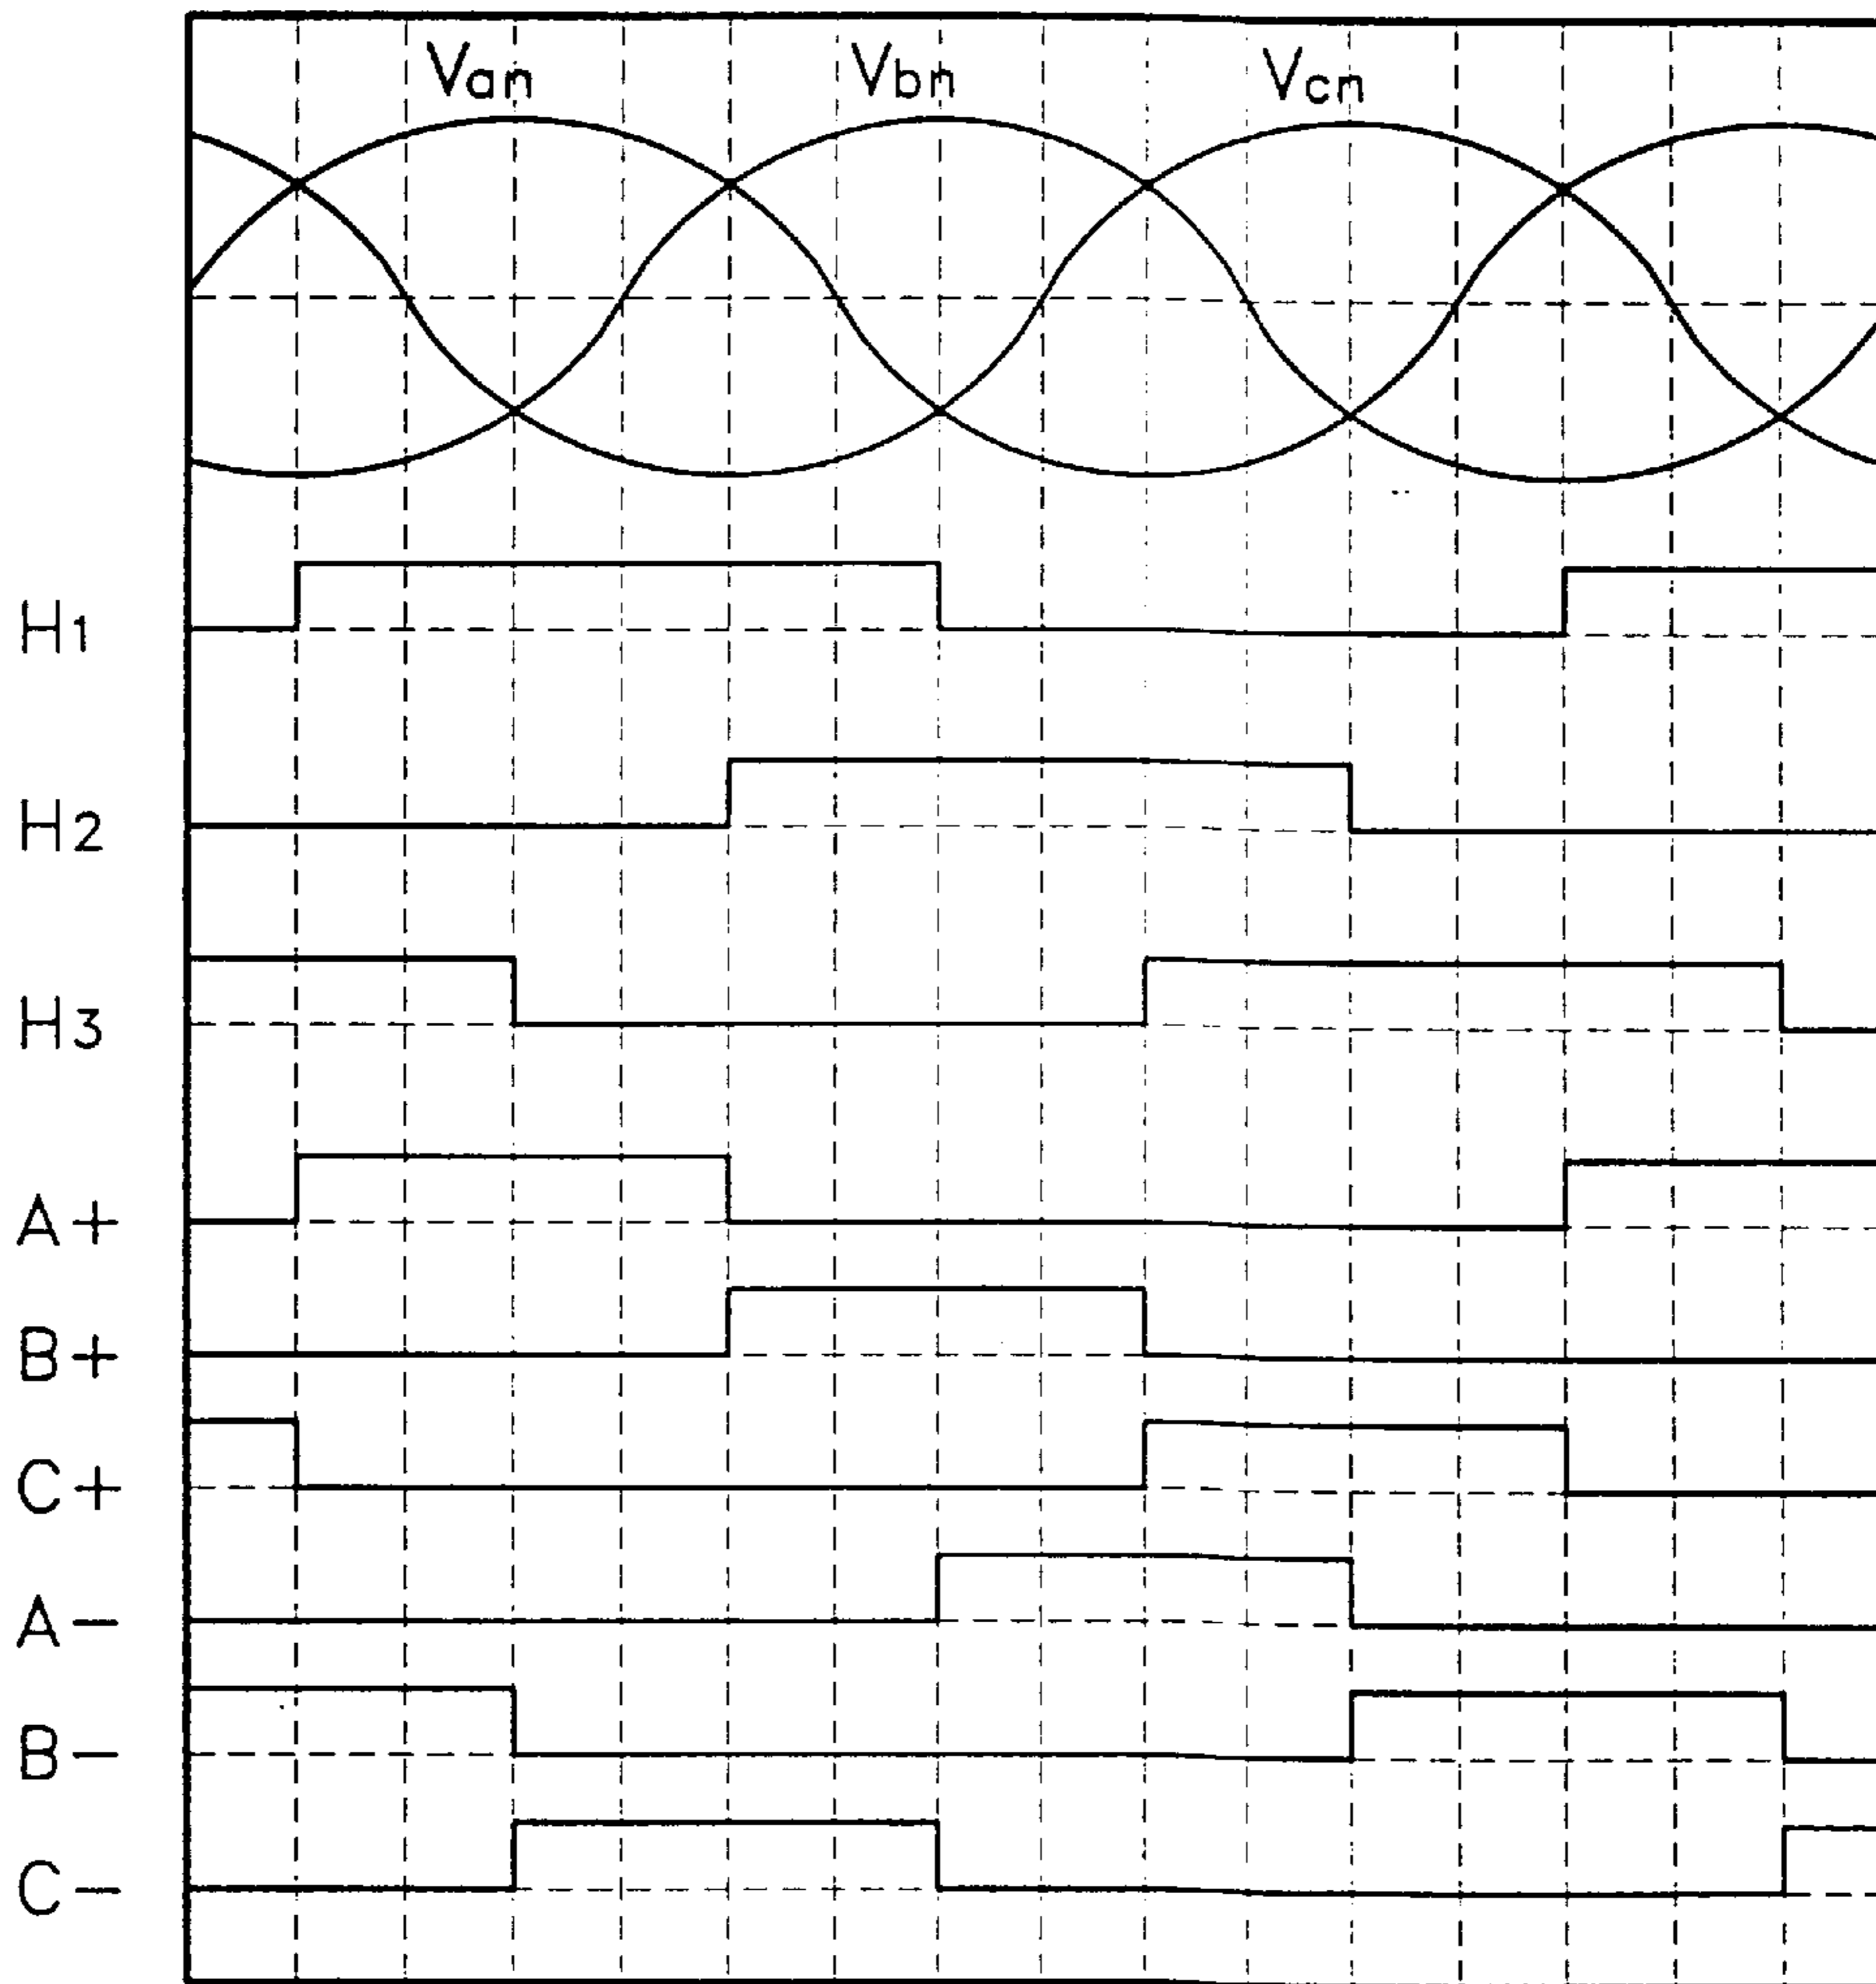 Van Vbn Vcn
H1
H2
H3
A+
B+
C+
A-
B-
C-